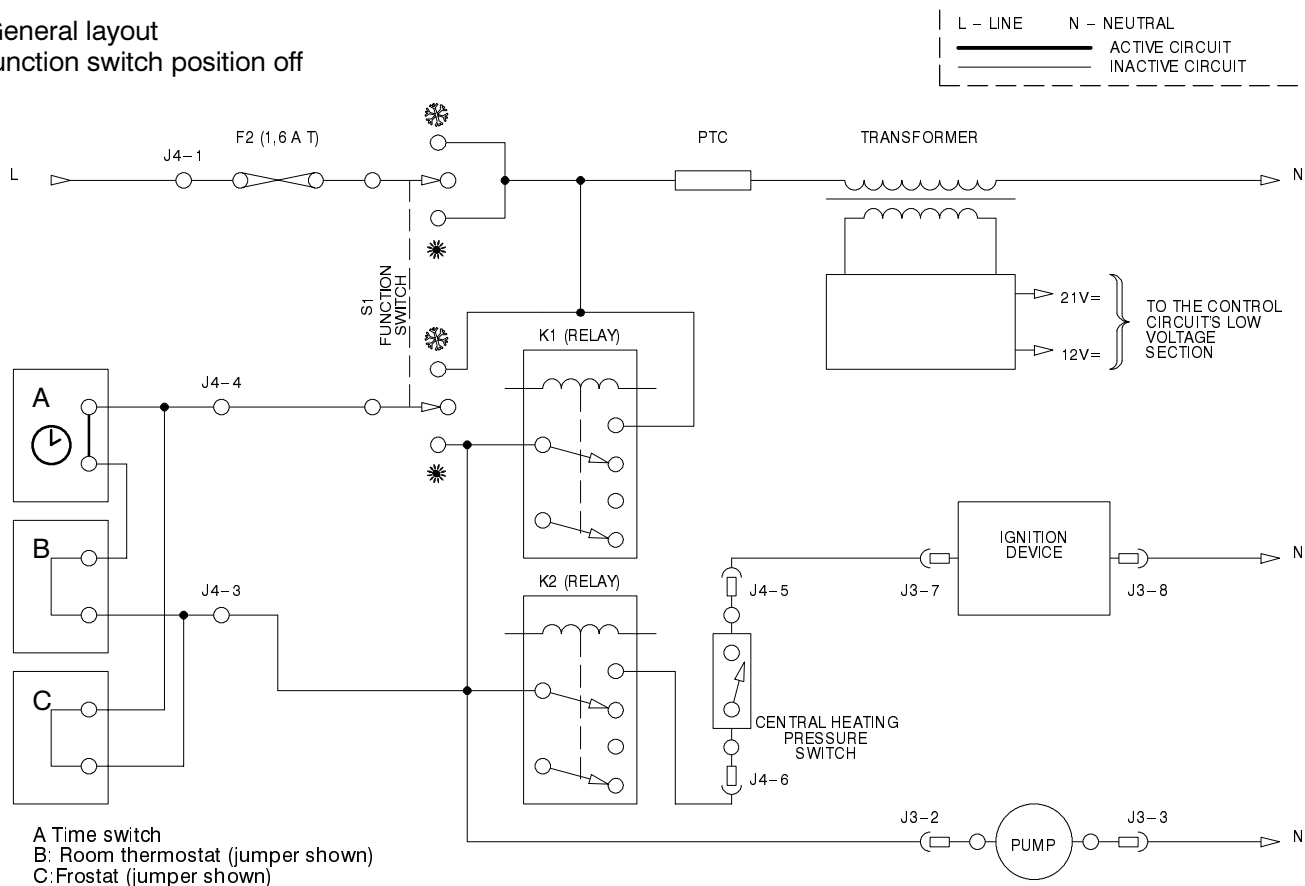 General layout
unction switch position off
L – LINE N – NEUTRAL
ACTIVE CIRCUIT
INACTIVE CIRCUIT
L
J4–1
F2 (1,6 A T)
PTC
TRANSFORMER
N
S1
FUNCTION
SWITCH
21V=
12V=
TO THE CONTROL
CIRCUIT'S LOW
VOLTAGE
SECTION
K1 (RELAY)
A
J4–4
B
J4–3
K2 (RELAY)
J4–5
J3–7
IGNITION
DEVICE
J3–8
N
C
CENTRAL HEATING
PRESSURE
SWITCH
J4–6
J3–2
PUMP
J3–3
N
A Time switch
B: Room thermostat (jumper shown)
C:Frostat (jumper shown)